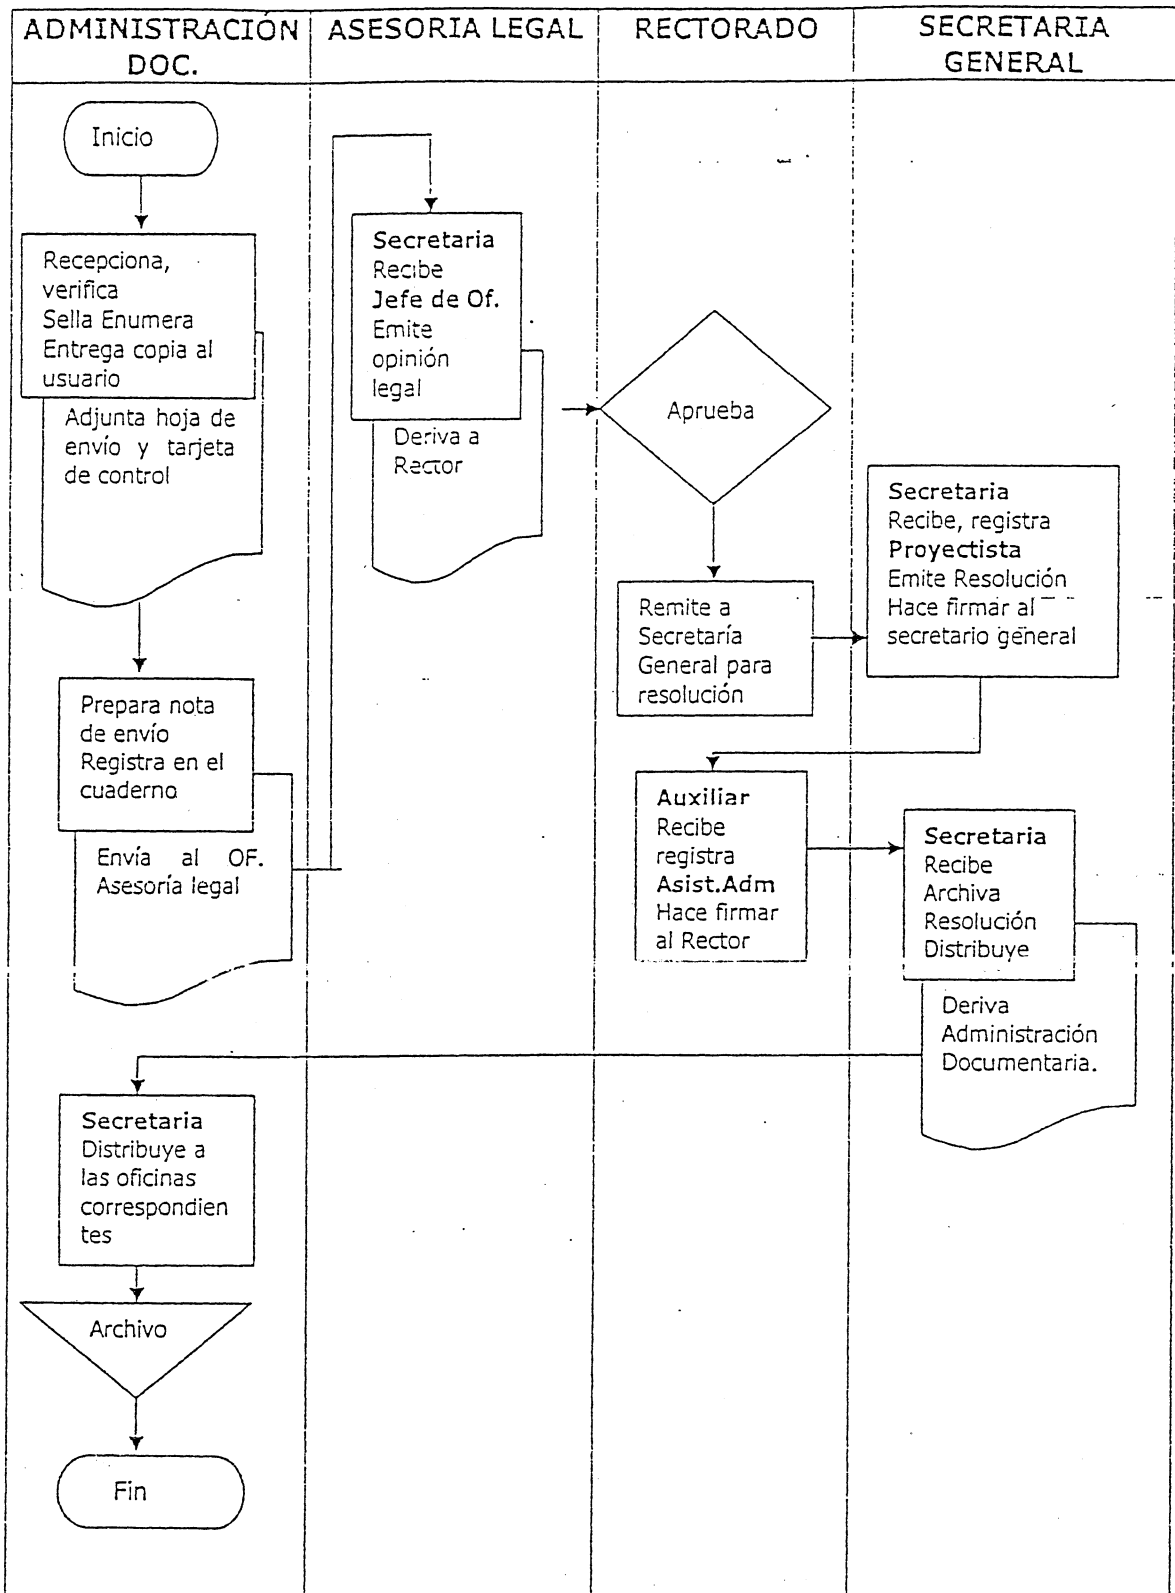 ADMINISTRACIÓN
DOC.
ASESORIA LEGAL
RECTORADO
SECRETARIA
GENERAL
Inicio
Recepciona,
verifica
Sella Enumera
Entrega copia al
usuario
Adjunta hoja de
envío y tarjeta
de control
Prepara nota
de envío
Registra en el
cuaderno
Envía al OF.
Asesoría legal
Secretaria
Recibe
Jefe de Of.
Emite
opinión
legal
Deriva a
Rector
Aprueba
Remite a
Secretaría
General para
resolución
Secretaria
Recibe, registra
Proyectista
Emite Resolución
Hace firmar al
secretario general
Auxiliar
Recibe
registra
Asist.Adm
Hace firmar
al Rector
Secretaria
Recibe
Archiva
Resolución
Distribuye
Deriva
Administración
Documentaria.
Secretaria
Distribuye a
las oficinas
correspondien
tes
Archivo
Fin